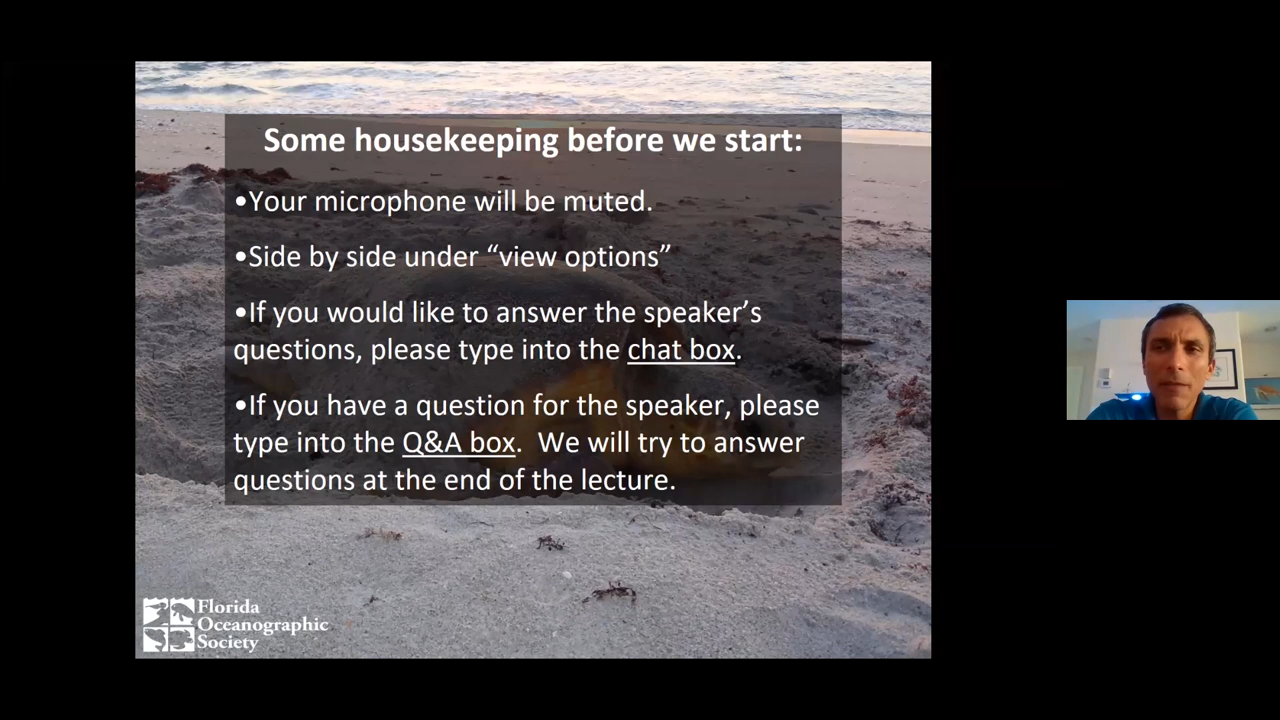 Some housekeeping before we start:
•Your microphone will be muted.
•Side by side under “view options”
•If you would like to answer the speaker’s
questions, please type into the chat box.
•If you have a question for the speaker, please
type into the Q&A box.  We will try to answer
questions at the end of the lecture.
Florida
Oceanographic
Society